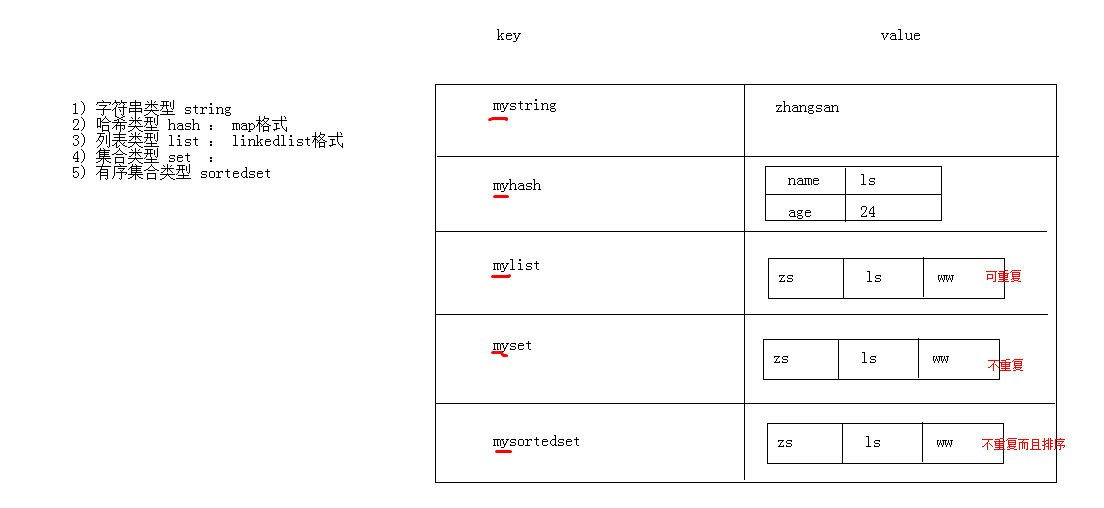 key value
1) 字符串类型 string
2) 哈希类型 hash : map格式
3) 列表类型 list : linkedlist格式
4) 集合类型 set :
5) 有序集合类型 sortedset
mystring zhangsan
myhash
name ls
age 24
mylist
zs ls ww 可重复
myset
zs ls ww 不重复
mysortedset
zs ls ww 不重复而且排序